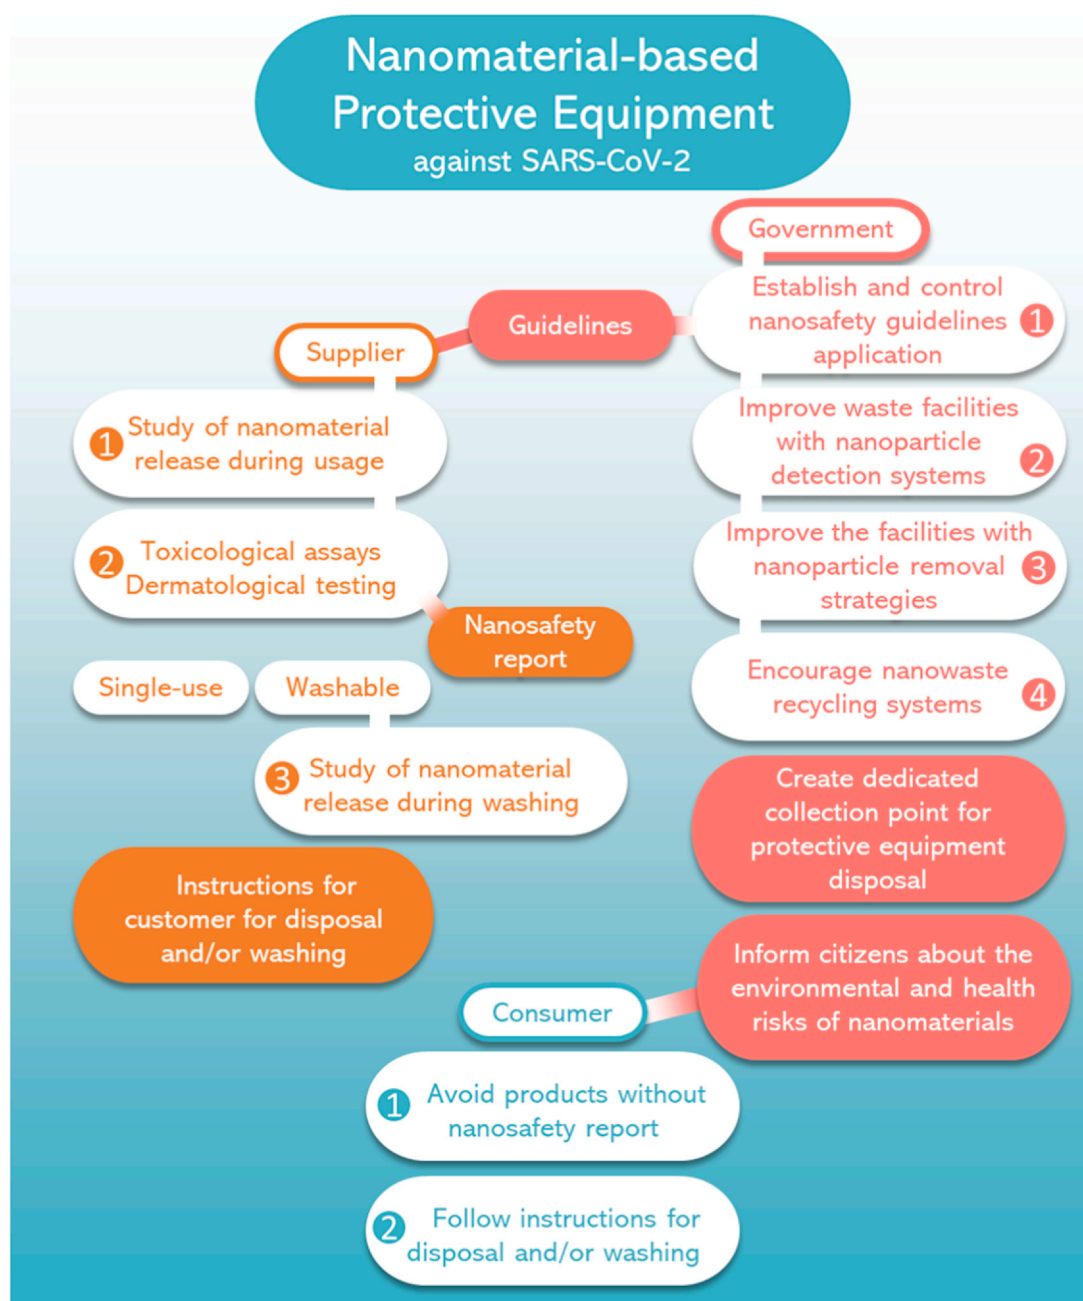 Nanomaterial-based
Protective Equipment
against SARS-CoV-2
Government
Establish and control
nanosafety guidelines
application
1
Guidelines
Supplier
1
Study of nanomaterial
release during usage
Improve waste facilities
with nanoparticle
detection systems
2
2
Toxicological assays
Dermatological testing
Improve the facilities with
nanoparticle removal
strategies
3
Nanosafety
report
Single-use
Washable
Encourage nanowaste
recycling systems
4
3
Study of nanomaterial
release during washing
Create dedicated
collection point for
protective equipment
disposal
Instructions for
customer for disposal
and/or washing
Inform citizens about the
environmental and health
risks of nanomaterials
Consumer
1
Avoid products without
nanosafety report
2
Follow instructions for
disposal and/or washing